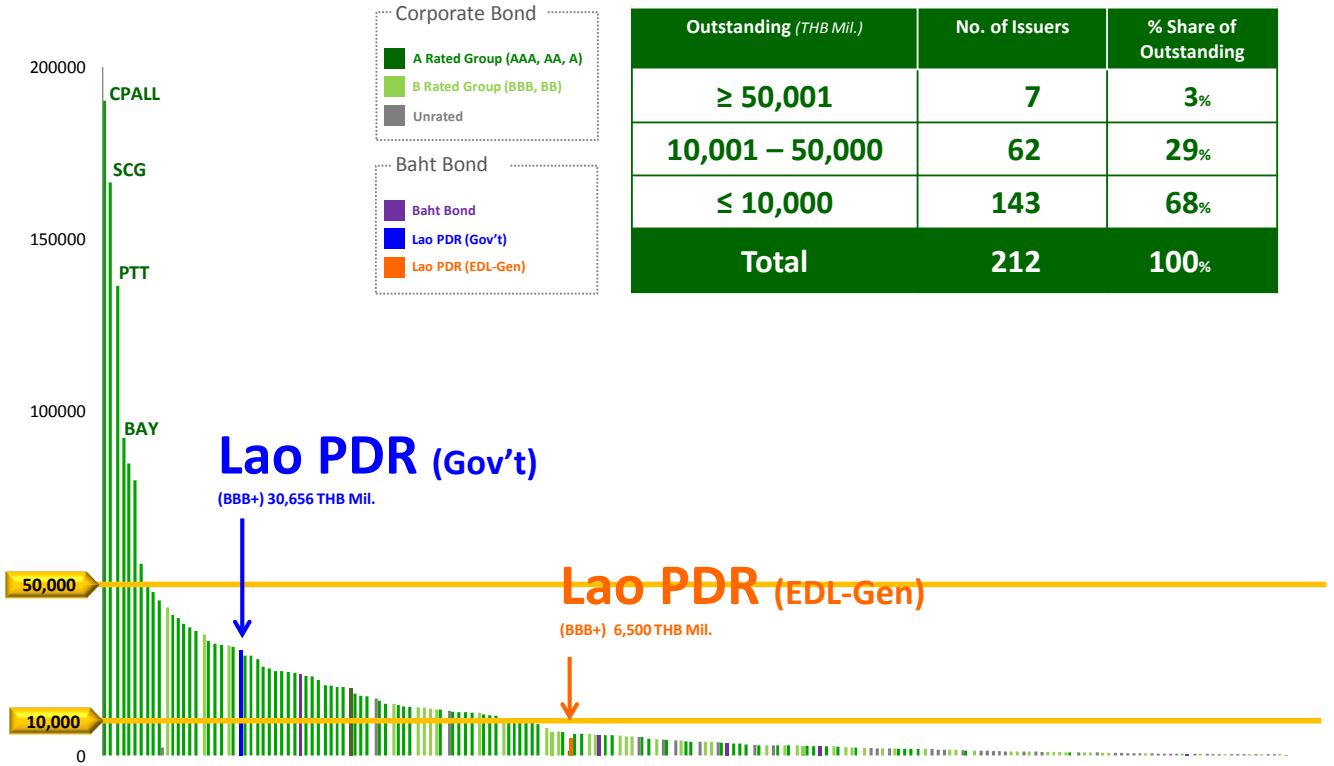 Corporate Bond
A Rated Group (AAA, AA, A)
B Rated Group (BBB, BB)
Unrated
Baht Bond
Baht Bond
Lao PDR (Gov't)
Lao PDR (EDL-Gen)
Outstanding (THB Mil.) No. of Issuers % Share of
Outstanding
≥ 50,001 7 3%
10,001 – 50,000 62 29%
≤ 10,000 143 68%
Total 212 100%
200000
CPALL
SCG
150000
PTT
100000
BAY
Lao PDR (Gov't)
(BBB+) 30,656 THB Mil.
50,000
Lao PDR (EDL-Gen)
(BBB+) 6,500 THB Mil.
10,000
0